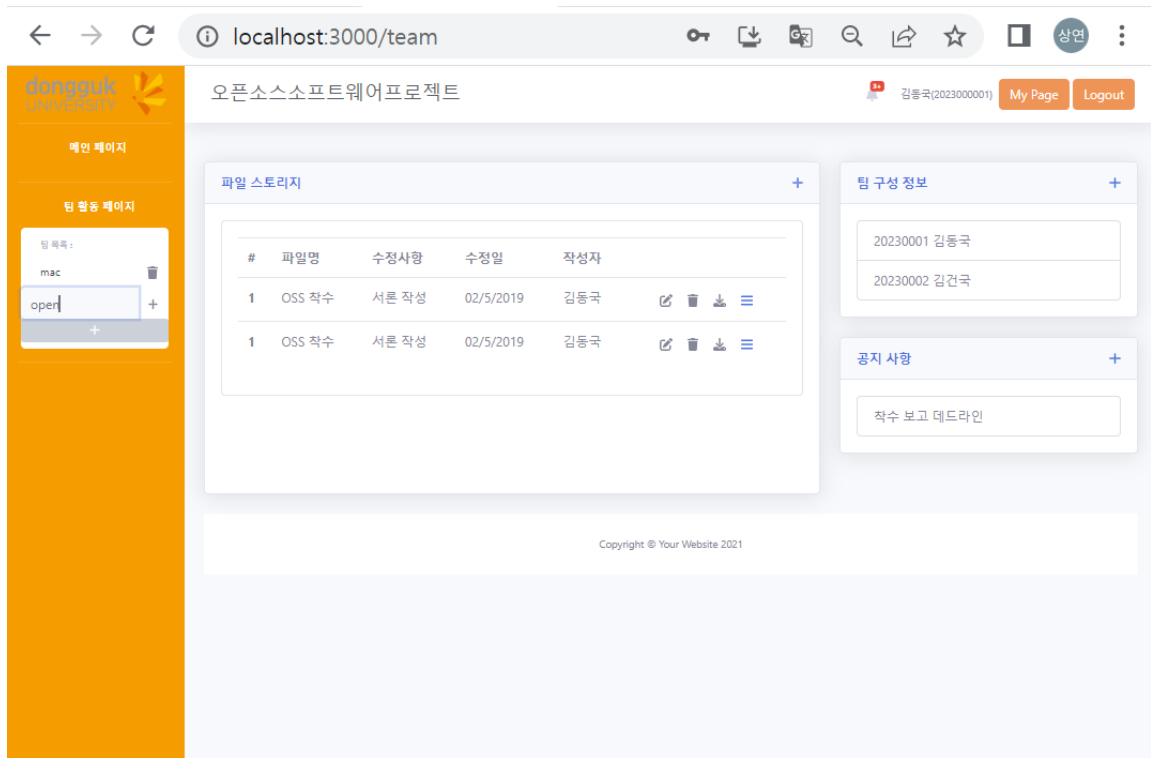 localhost:3000/team
상연
dongguk
UNIVERSITY
오픈소스소프트웨어프로젝트
3+
김동국(2023000001)
My Page
Logout
메인 페이지
팀 활동 페이지
팀 목록 :
mac
open
+
+
파일 스토리지 +
# 파일명 수정사항 수정일 작성자
1 OSS 착수 서론 작성 02/5/2019 김동국
1 OSS 착수 서론 작성 02/5/2019 김동국
팀 구성 정보 +
20230001 김동국
20230002 김건국
공지 사항 +
착수 보고 데드라인
Copyright © Your Website 2021